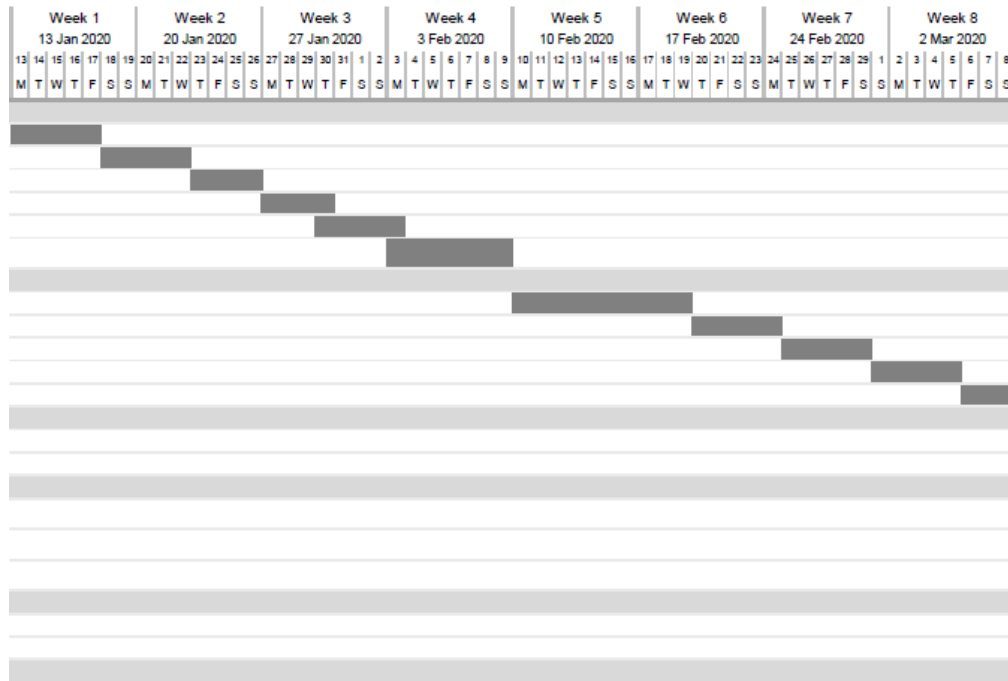 Week 1 Week 2 Week 3 Week 4 Week 5 Week 6 Week 7 Week 8
13 Jan 2020 20 Jan 2020 27 Jan 2020 3 Feb 2020 10 Feb 2020 17 Feb 2020 24 Feb 2020 2 Mar 2020
13 14 15 16 17 18 19 20 21 22 23 24 25 26 27 28 29 30 31 1 2 3 4 5 6 7 8 9 10 11 12 13 14 15 16 17 18 19 20 21 22 23 24 25 26 27 28 29 1 2 3 4 5 6 7 8
M T W T F S S M T W T F S S M T W T F S S M T W T F S S M T W T F S S M T W T F S S M T W T F S S M T W T F S S